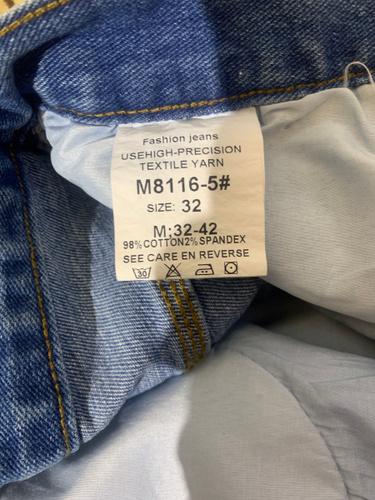 Fashion jeans
USEHIGH-PRECISION
TEXTILE YARN
M8116-5#
SIZE: 32
M;32-42
98%COTTON2%SPANDEX
SEE CARE EN REVERSE
30